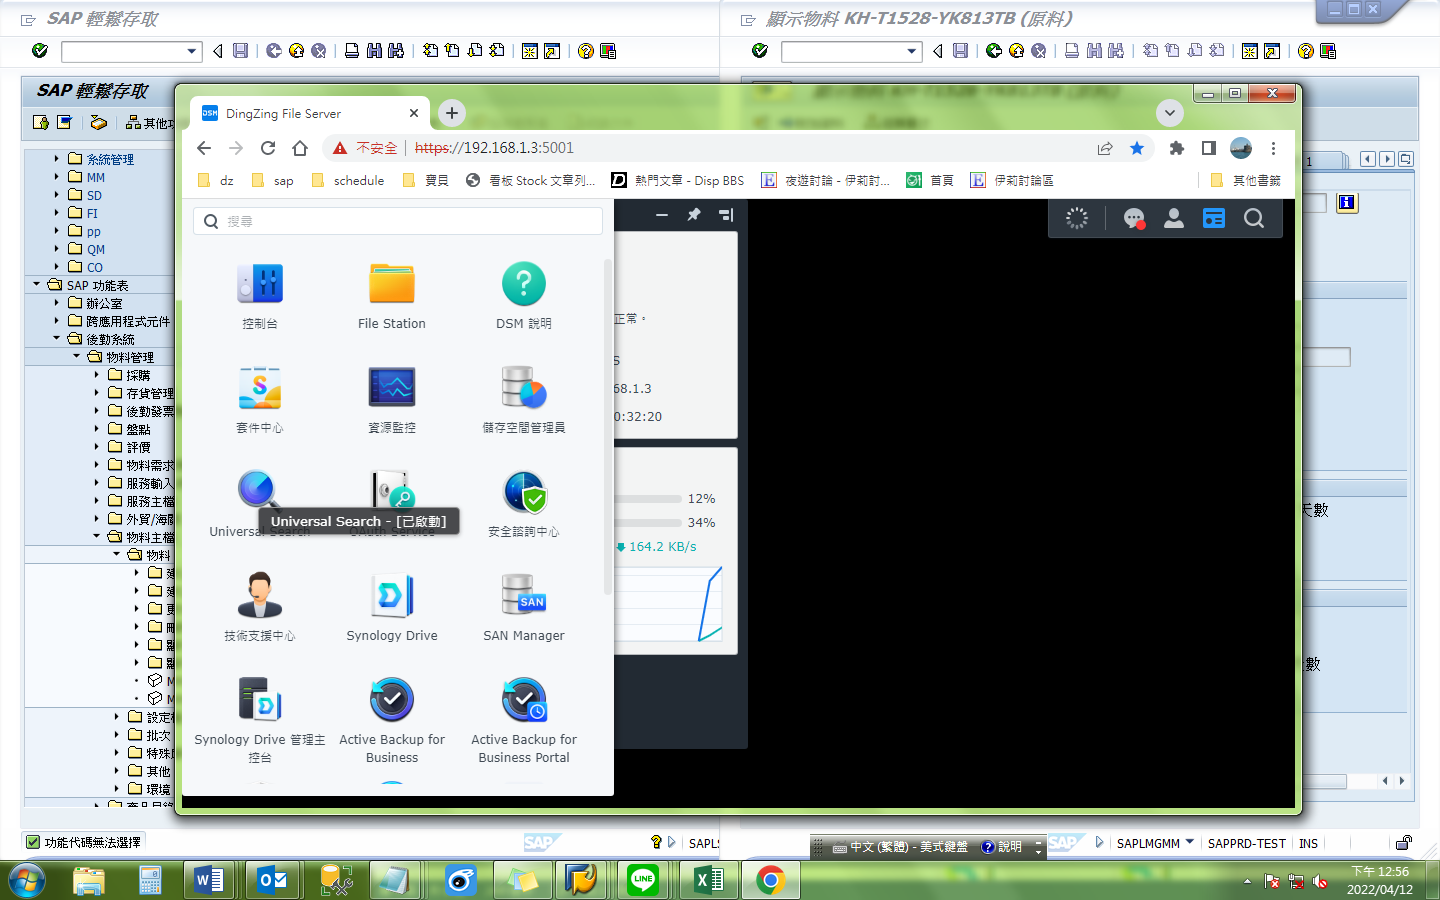 SAP 輕鬆存取
顯示物料 KH-T1528-YK813TB (原料)
SAP 輕鬆存取
其他
系統管理
MM
SD
FI
pp
QM
CO
SAP 功能表
辦公室
跨應用程式元件
後勤系統
物料管理
採購
存貨管理
後勤發票
盤點
評價
物料需求
服務輸入
服務主檔
外貿/海關
物料主檔
物料
設定
批次
特殊
其他
環境
DSM
DingZing File Server
不安全
https://192.168.1.3:5001
dz
sap
schedule
寶貝
看板 Stock 文章列...
熱門文章 - Disp BBS
夜遊討論 - 伊莉討...
首頁
伊莉討論區
其他書籤
搜尋
控制台
File Station
DSM 說明
套件中心
資源監控
儲存空間管理員
Universal Search
OAuth Service
安全諮詢中心
Universal Search - [已啟動]
技術支援中心
Synology Drive
SAN Manager
SAN
Synology Drive 管理主
控台
Active Backup for
Business
Active Backup for
Business Portal
正常。
S
68.1.3
0:32:20
12%
34%
164.2 KB/s
1
天數
數
功能代碼無法選擇
SAP
SAPLS
中文 (繁體) - 美式鍵盤
說明
SAP
SAPLMGMM
SAPPRD-TEST
INS
LINE
下午 12:56
2022/04/12